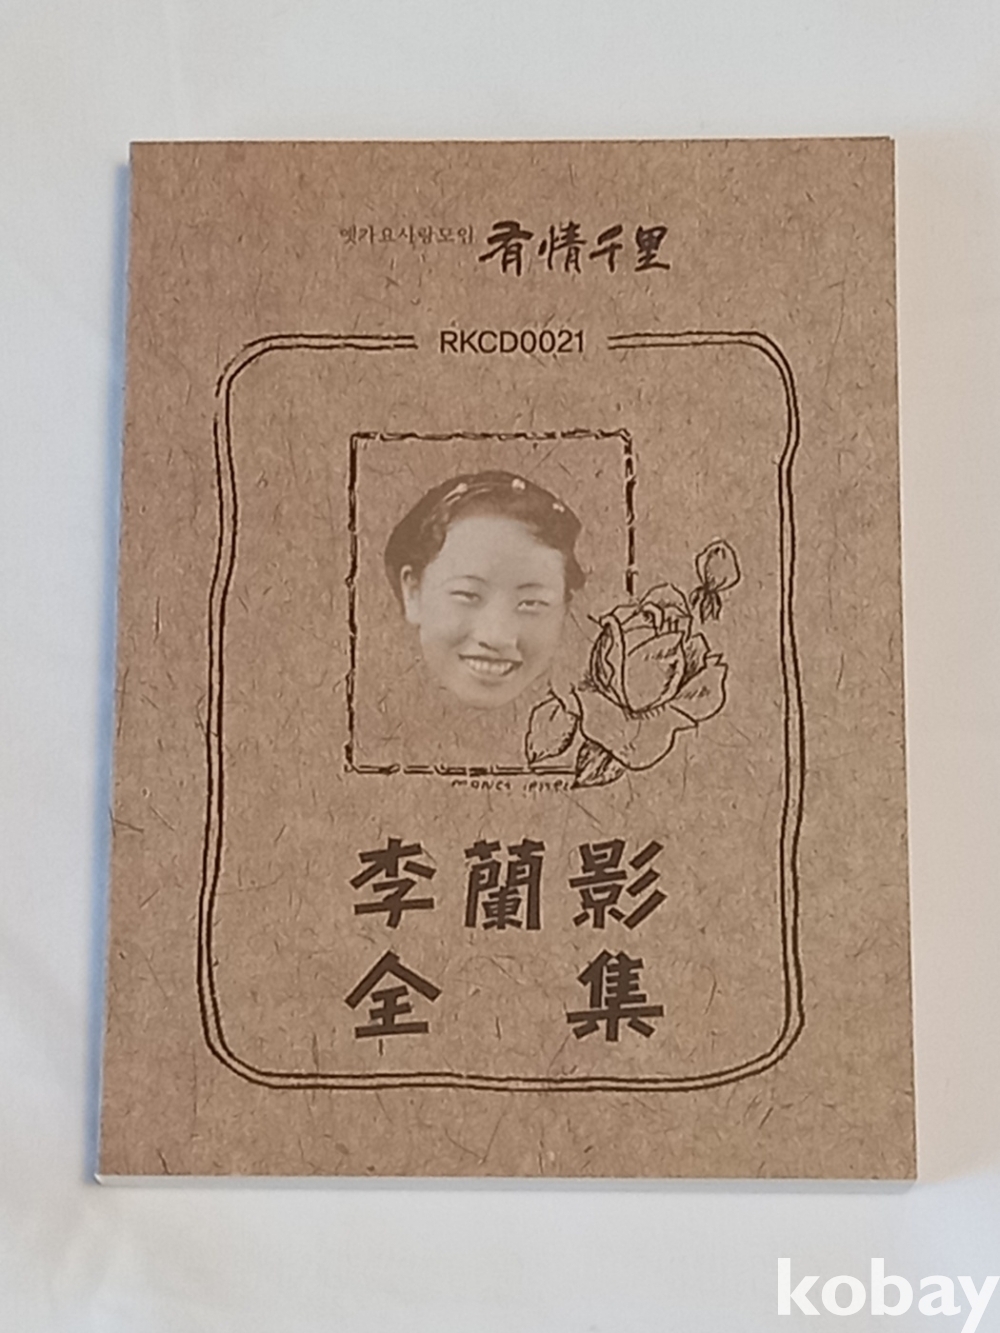 옛가요사랑모임 有情千里
RKCD0021
李蘭影
全集
kobay